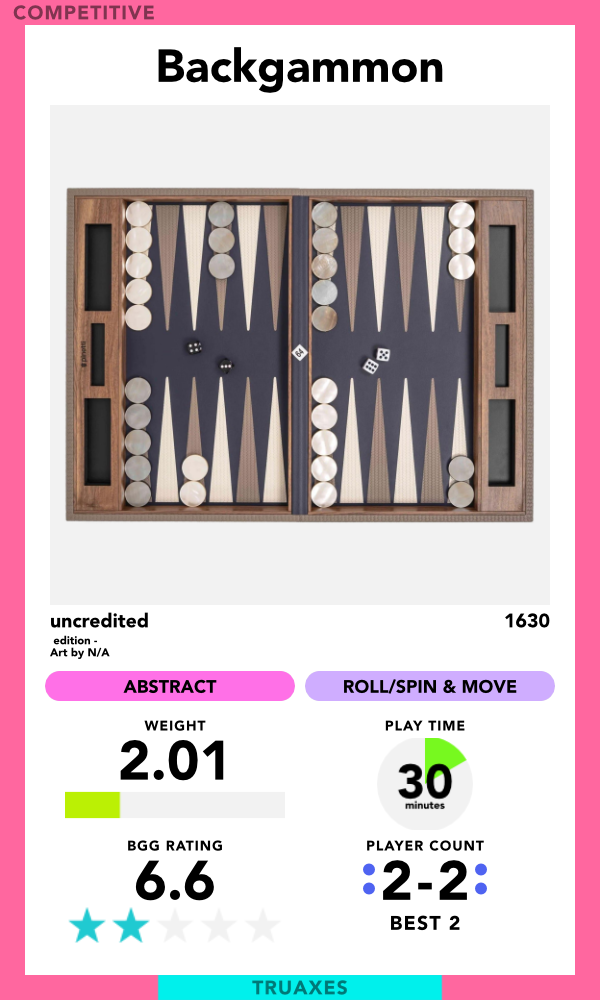 COMPETITIVE
Backgammon
64
uncredited
1630
edition -
Art by N/A
ABSTRACT
ROLL/SPIN & MOVE
WEIGHT
2.01
PLAY TIME
30
minutes
BGG RATING
6.6
PLAYER COUNT
:2-2:
BEST 2
TRUAXES